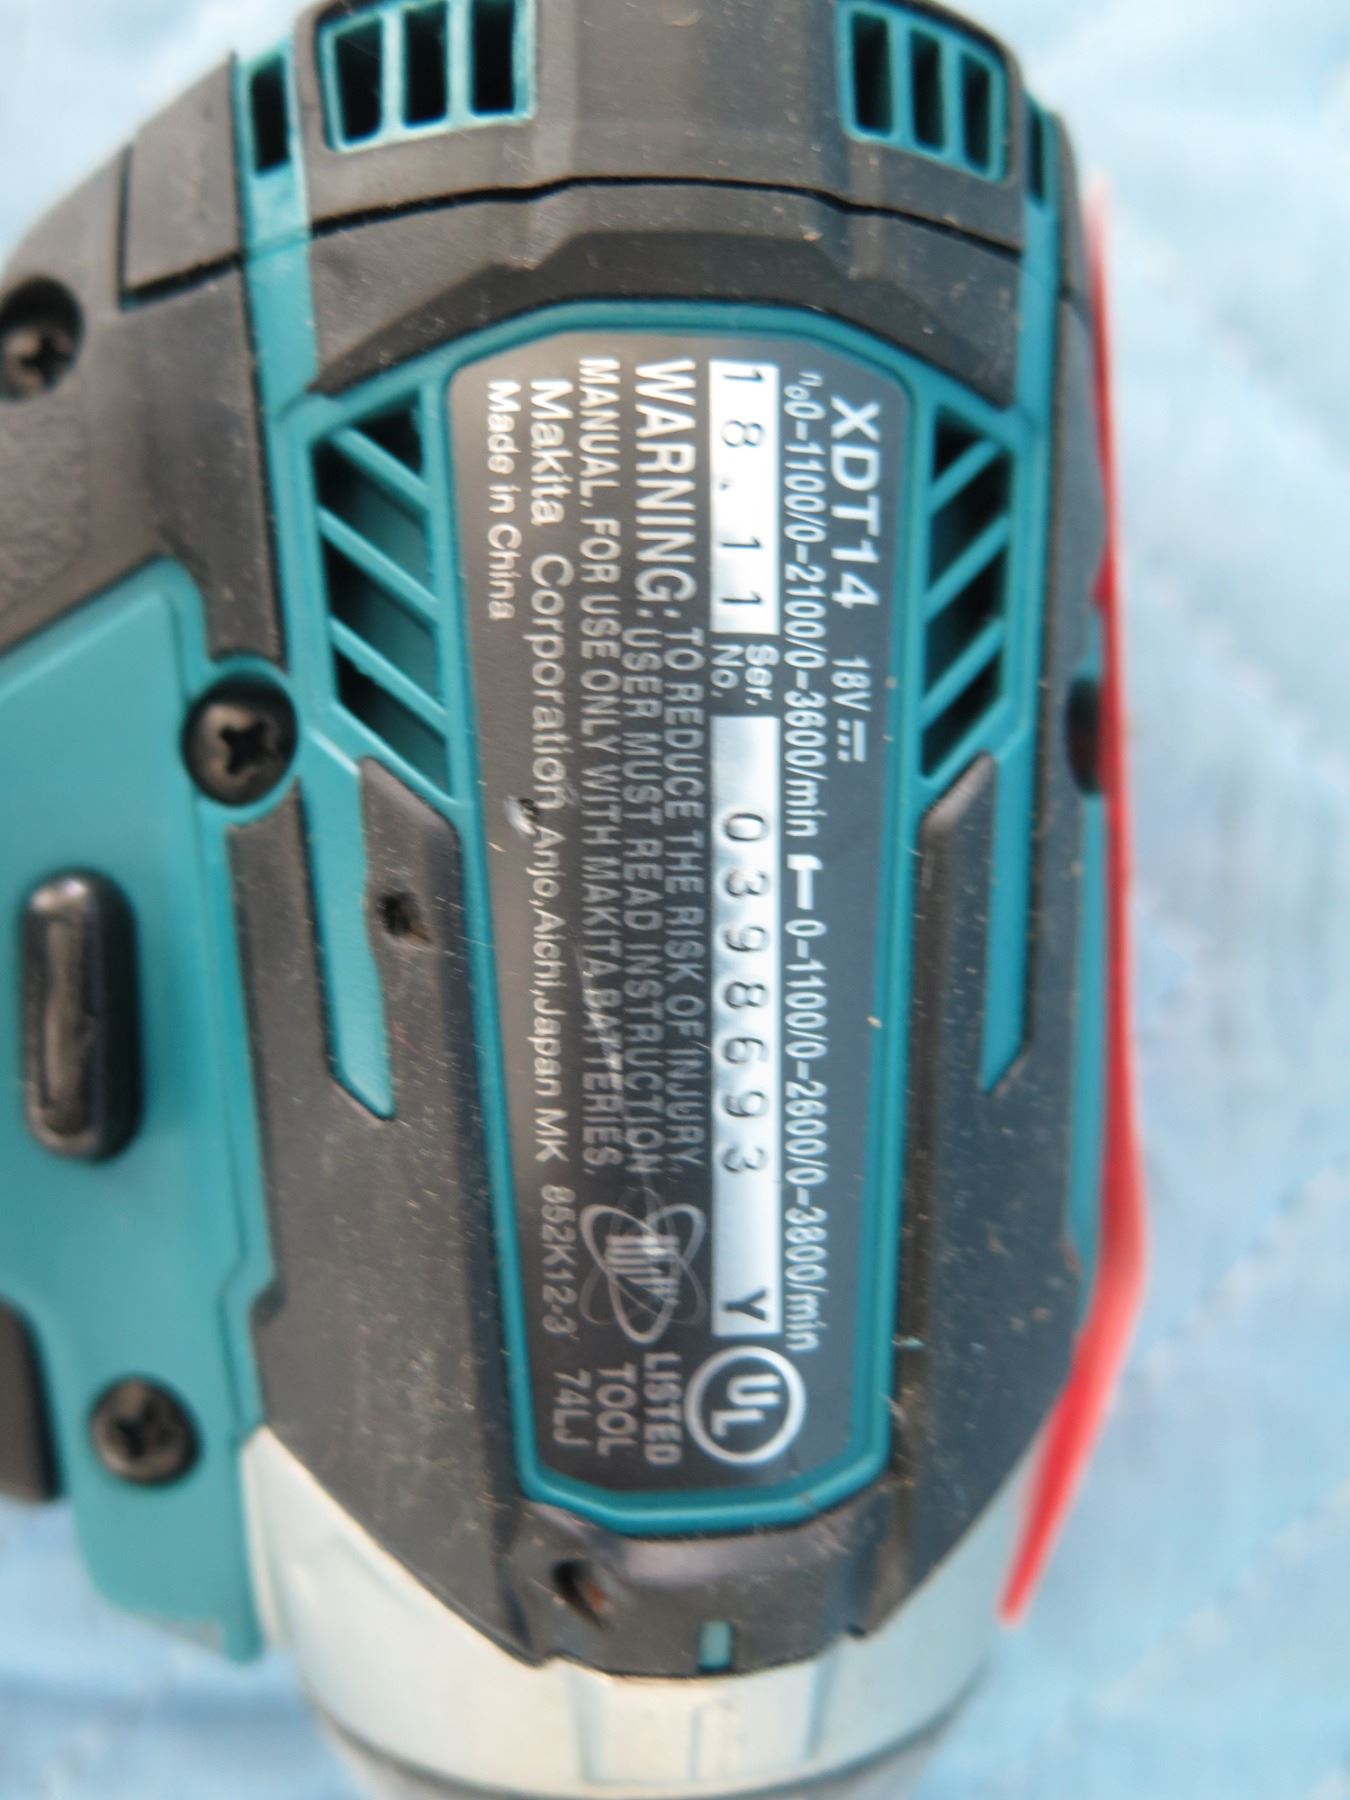 XDT14 18V
n₀0-1100/0-2100/0-3600/min 0-1100/0-2600/0-3800/min
18.11 Ser. No. 0398693 Y
WARNING: TO REDUCE THE RISK OF INJURY,
USER MUST READ INSTRUCTION
MANUAL. FOR USE ONLY WITH MAKITA BATTERIES.
Makita Corporation Anjo,Aichi,Japan MK 852K12-3
Made in China
UL
LISTED
TOOL
74LJ